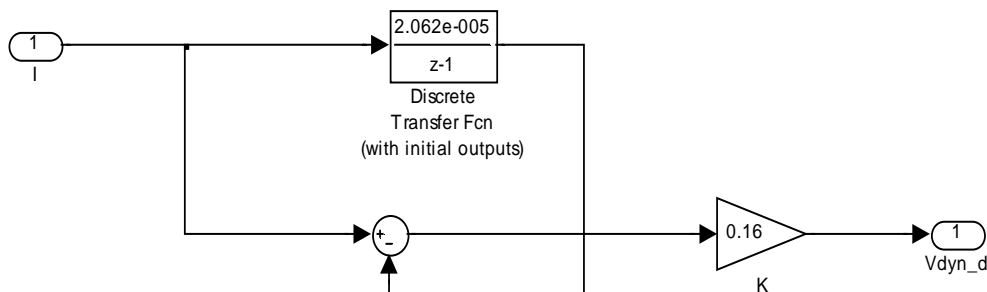 1
I
2.062e-005
z-1
Discrete
Transfer Fcn
(with initial outputs)
+
−
0.16
K
1
Vdyn_d